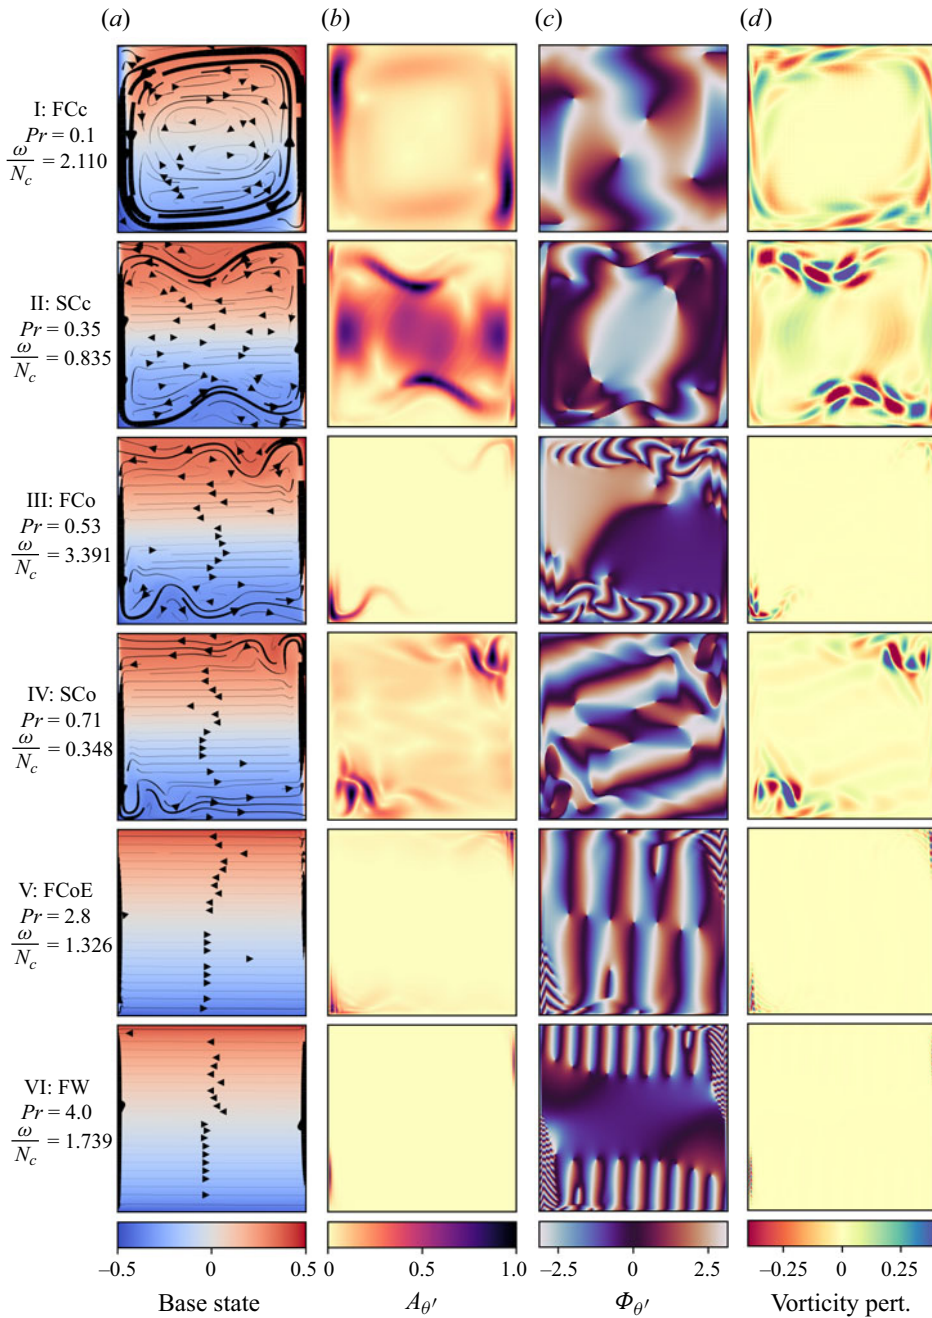 (a) (b) (c) (d)
I: FCc
Pr = 0.1
ω/N_c = 2.110
II: SCc
Pr = 0.35
ω/N_c = 0.835
III: FCo
Pr = 0.53
ω/N_c = 3.391
IV: SCo
Pr = 0.71
ω/N_c = 0.348
V: FCoE
Pr = 2.8
ω/N_c = 1.326
VI: FW
Pr = 4.0
ω/N_c = 1.739
–0.5 0 0.5 0 0.5 1.0 –2.5 0 2.5 –0.25 0 0.25
Base state A_θ′ Φ_θ′ Vorticity pert.